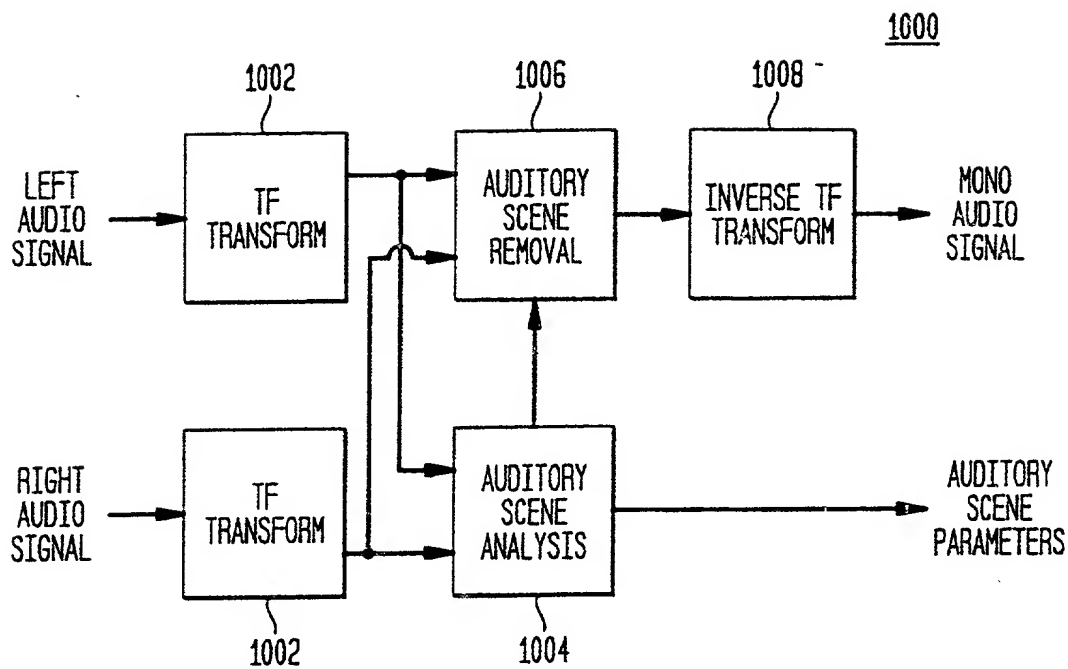 1000
1002
1006
1008
LEFT
AUDIO
SIGNAL
TF
TRANSFORM
AUDITORY
SCENE
REMOVAL
INVERSE TF
TRANSFORM
MONO
AUDIO
SIGNAL
RIGHT
AUDIO
SIGNAL
TF
TRANSFORM
AUDITORY
SCENE
ANALYSIS
AUDITORY
SCENE
PARAMETERS
1002
1004